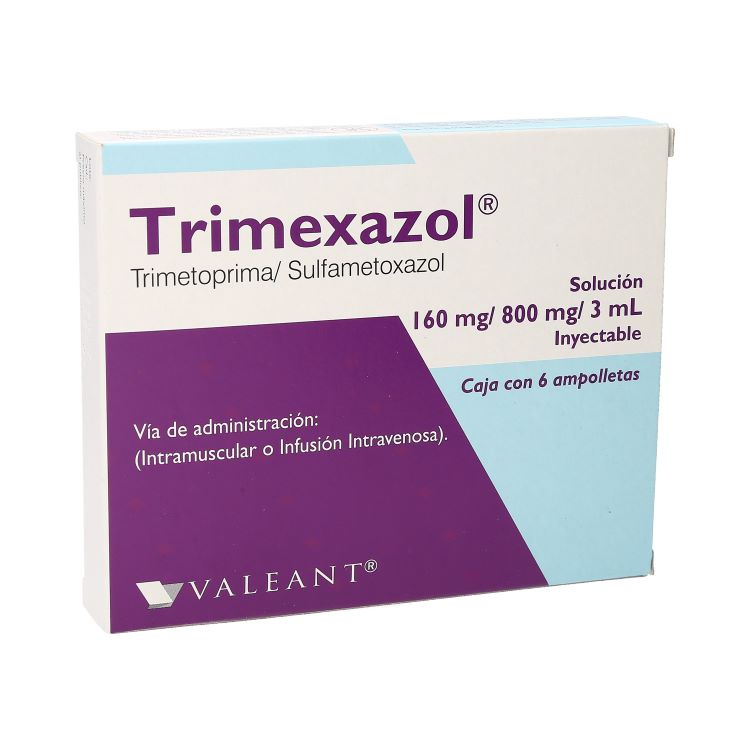 Trimexazol®
Trimetoprima/ Sulfametoxazol
Solución
160 mg/ 800 mg/ 3 mL
Inyectable
Caja con 6 ampolletas
Vía de administración:
(Intramuscular o Infusión Intravenosa).
VALEANT®